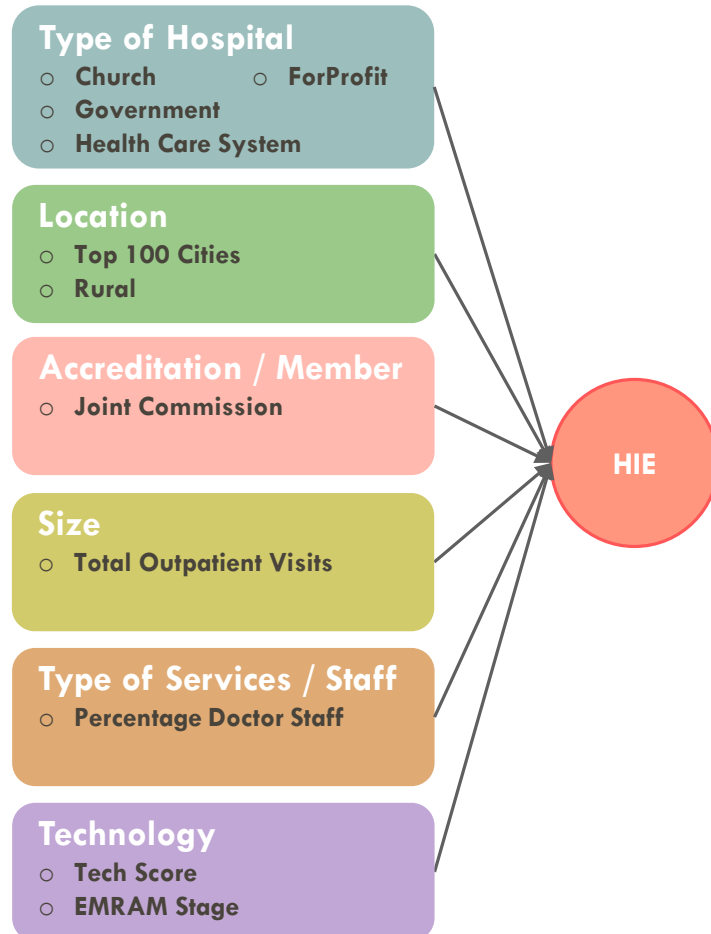 Type of Hospital
○ Church ○ ForProfit
○ Government
○ Health Care System
Location
○ Top 100 Cities
○ Rural
Accreditation / Member
○ Joint Commission
HIE
Size
○ Total Outpatient Visits
Type of Services / Staff
○ Percentage Doctor Staff
Technology
○ Tech Score
○ EMRAM Stage